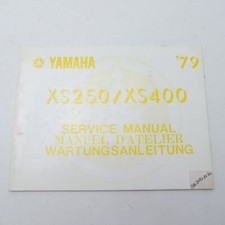 YAMAHA '79
XS250/XS400
SERVICE MANUAL
MANUEL D'ATELIER
WARTUNGSANLEITUNG